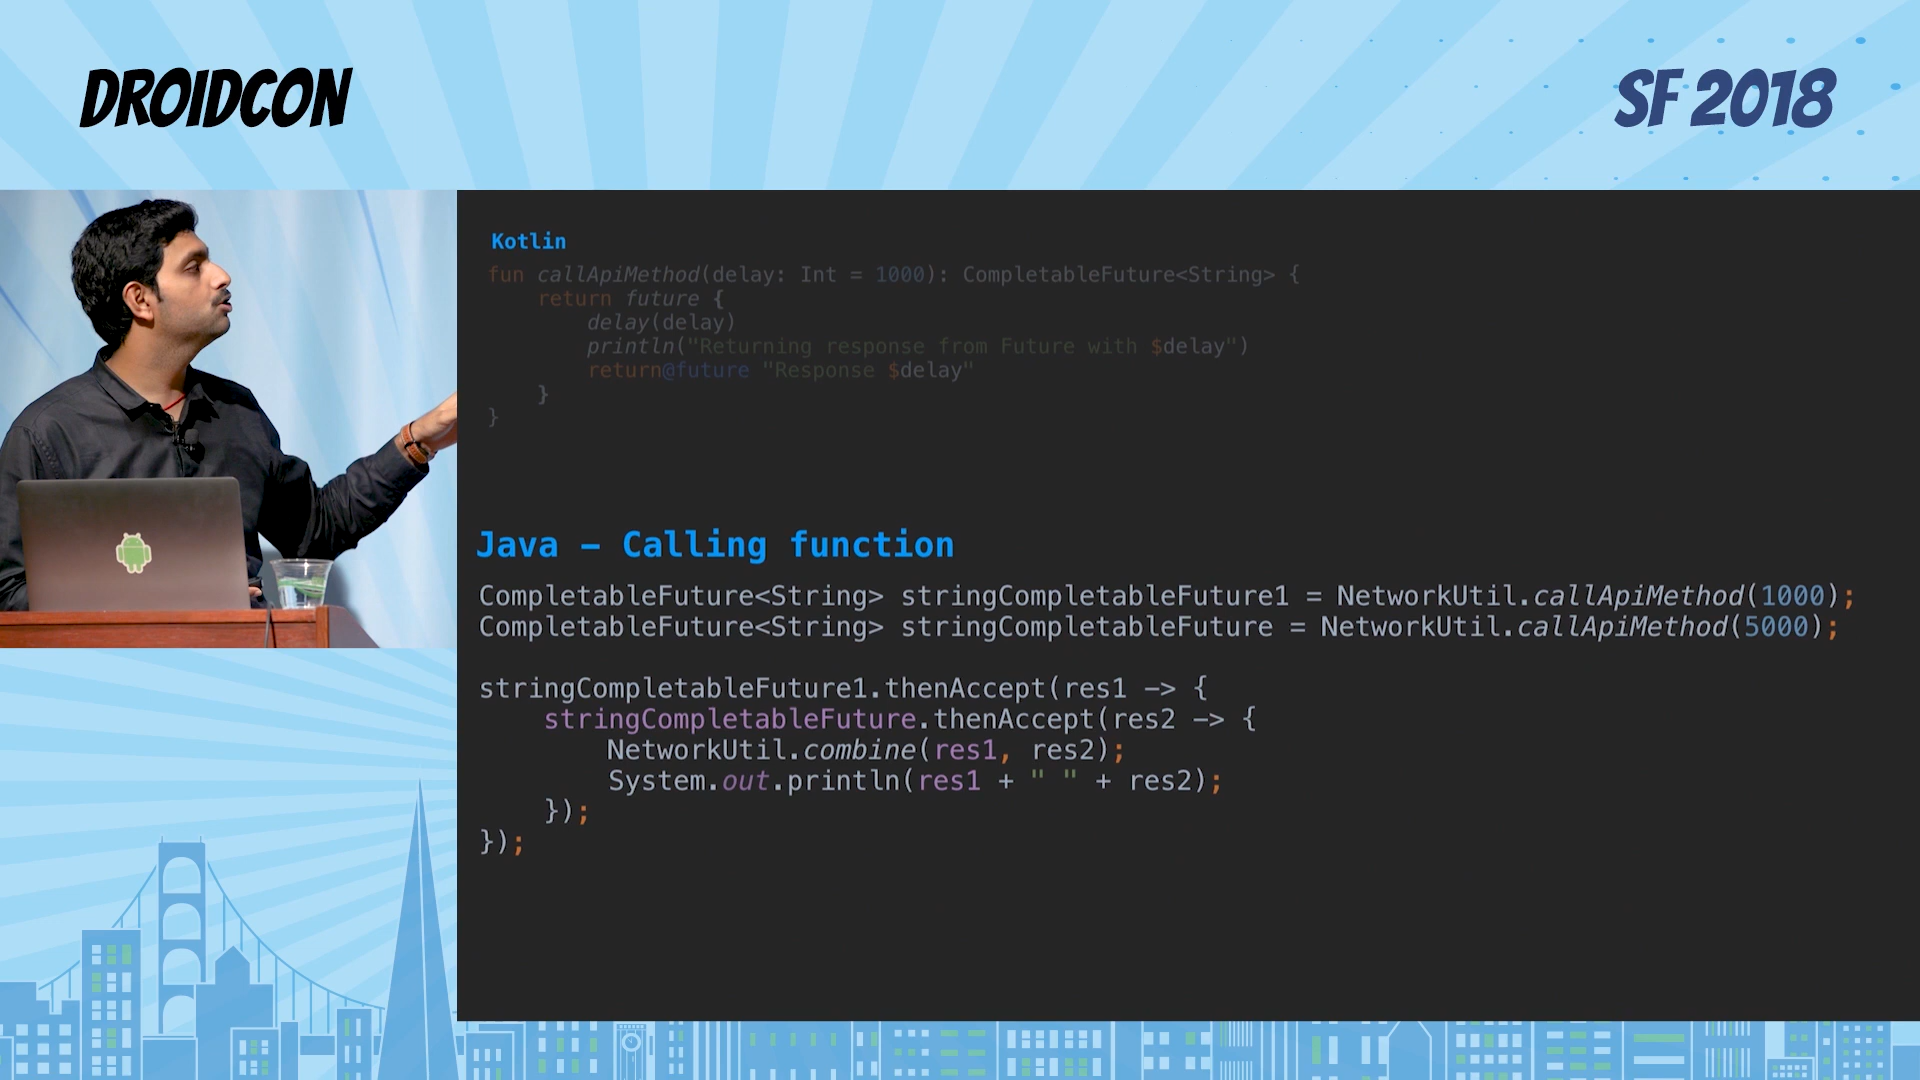 DROIDCON
SF 2018
Kotlin
fun callApiMethod(delay: Int = 1000): CompletableFuture<String> {
    return future {
        delay(delay)
        println("Returning response from Future with $delay")
        return@future "Response $delay"
    }
}
Java – Calling function
CompletableFuture<String> stringCompletableFuture1 = NetworkUtil.callApiMethod(1000);
CompletableFuture<String> stringCompletableFuture = NetworkUtil.callApiMethod(5000);
stringCompletableFuture1.thenAccept(res1 –> {
    stringCompletableFuture.thenAccept(res2 –> {
        NetworkUtil.combine(res1, res2);
        System.out.println(res1 + " " + res2);
    });
});